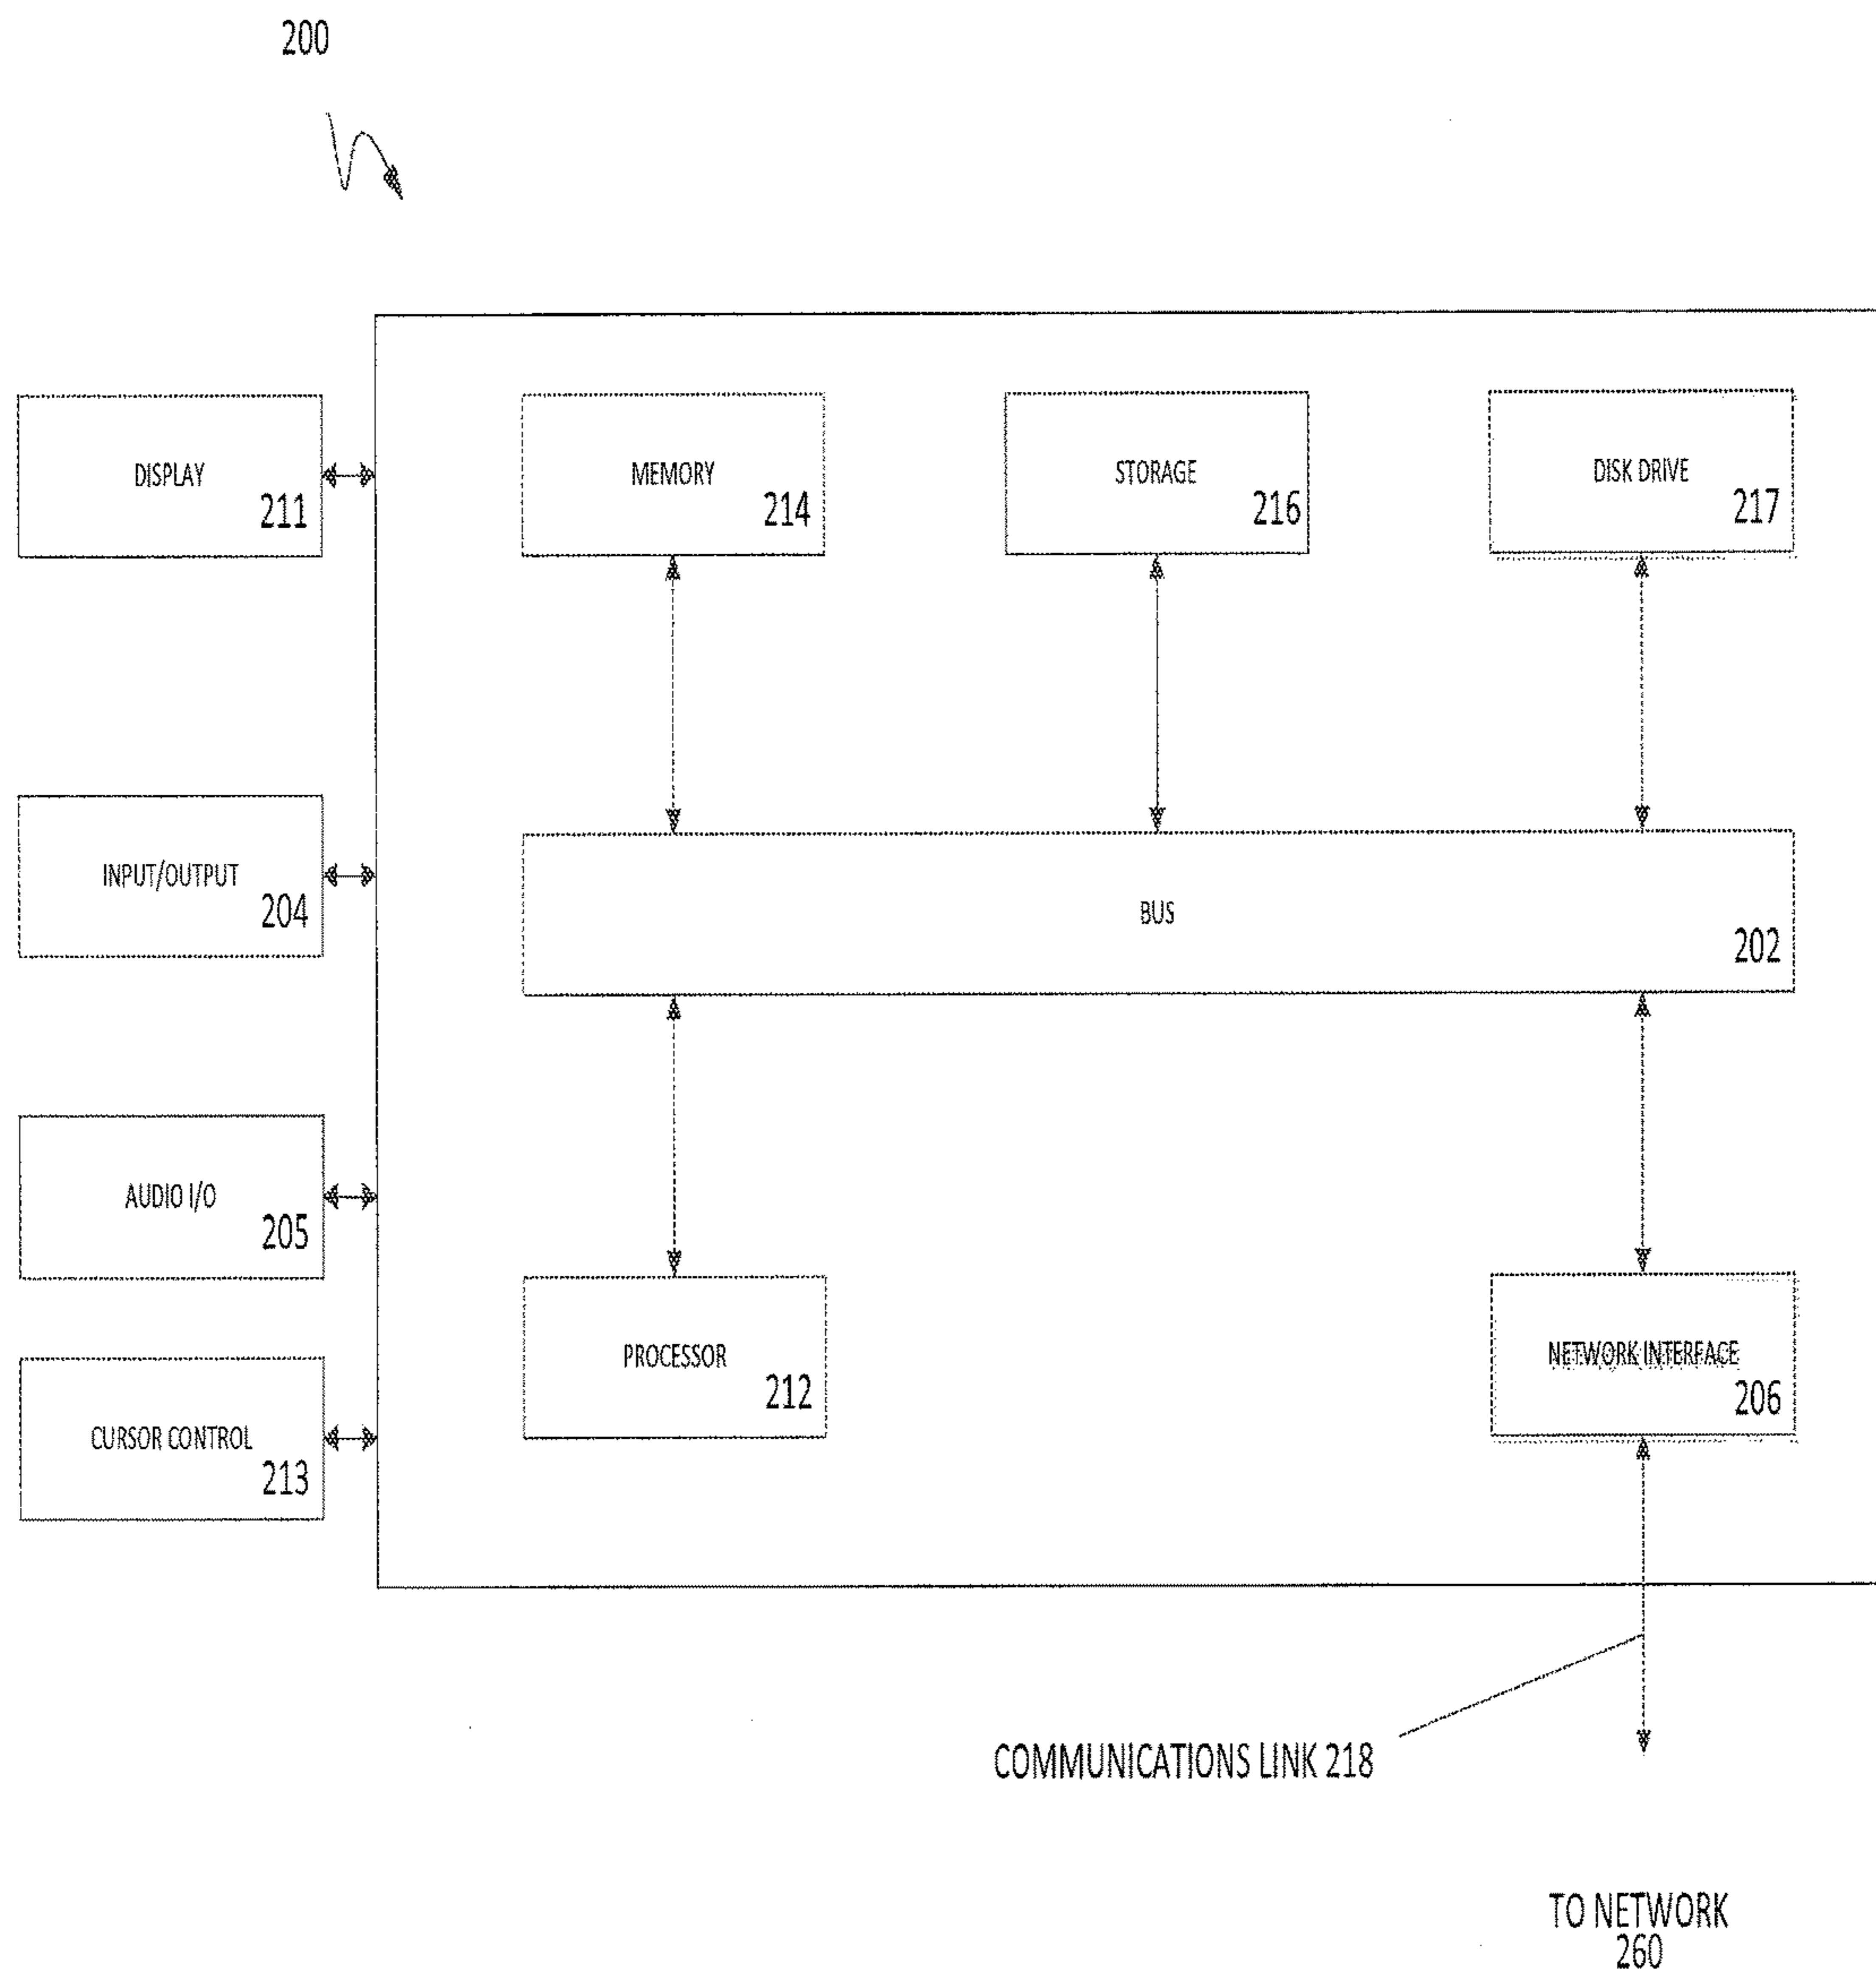 200
DISPLAY
211
MEMORY
214
STORAGE
216
DISK DRIVE
217
INPUT/OUTPUT
204
BUS
202
AUDIO I/O
205
PROCESSOR
212
NETWORK INTERFACE
206
CURSOR CONTROL
213
COMMUNICATIONS LINK 218
TO NETWORK
260